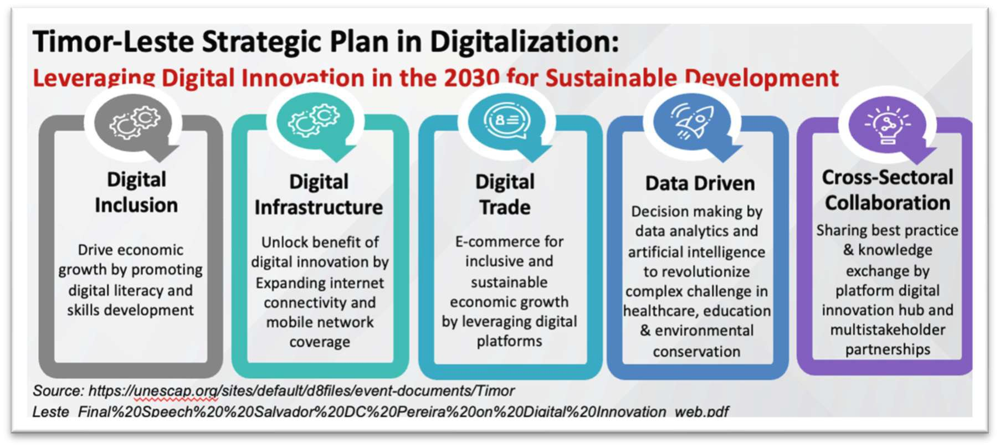 Timor-Leste Strategic Plan in Digitalization:
Leveraging Digital Innovation in the 2030 for Sustainable Development
Digital
Inclusion
Drive economic
growth by promoting
digital literacy and
skills development
Digital
Infrastructure
Unlock benefit of
digital innovation by
Expanding internet
connectivity and
mobile network
coverage
8
Digital
Trade
E-commerce for
inclusive and
sustainable
economic growth
by leveraging digital
platforms
Data Driven
Decision making by
data analytics and
artificial intelligence
to revolutionize
complex challenge in
healthcare, education
& environmental
conservation
Cross-Sectoral
Collaboration
Sharing best practice
& knowledge
exchange by
platform digital
innovation hub and
multistakeholder
partnerships
Source: https://unescap.org/sites/default/d8files/event-documents/Timor
Leste_Final%20Speech%20%20Salvador%20DC%20Pereira%20on%20Digital%20Innovation_web.pdf